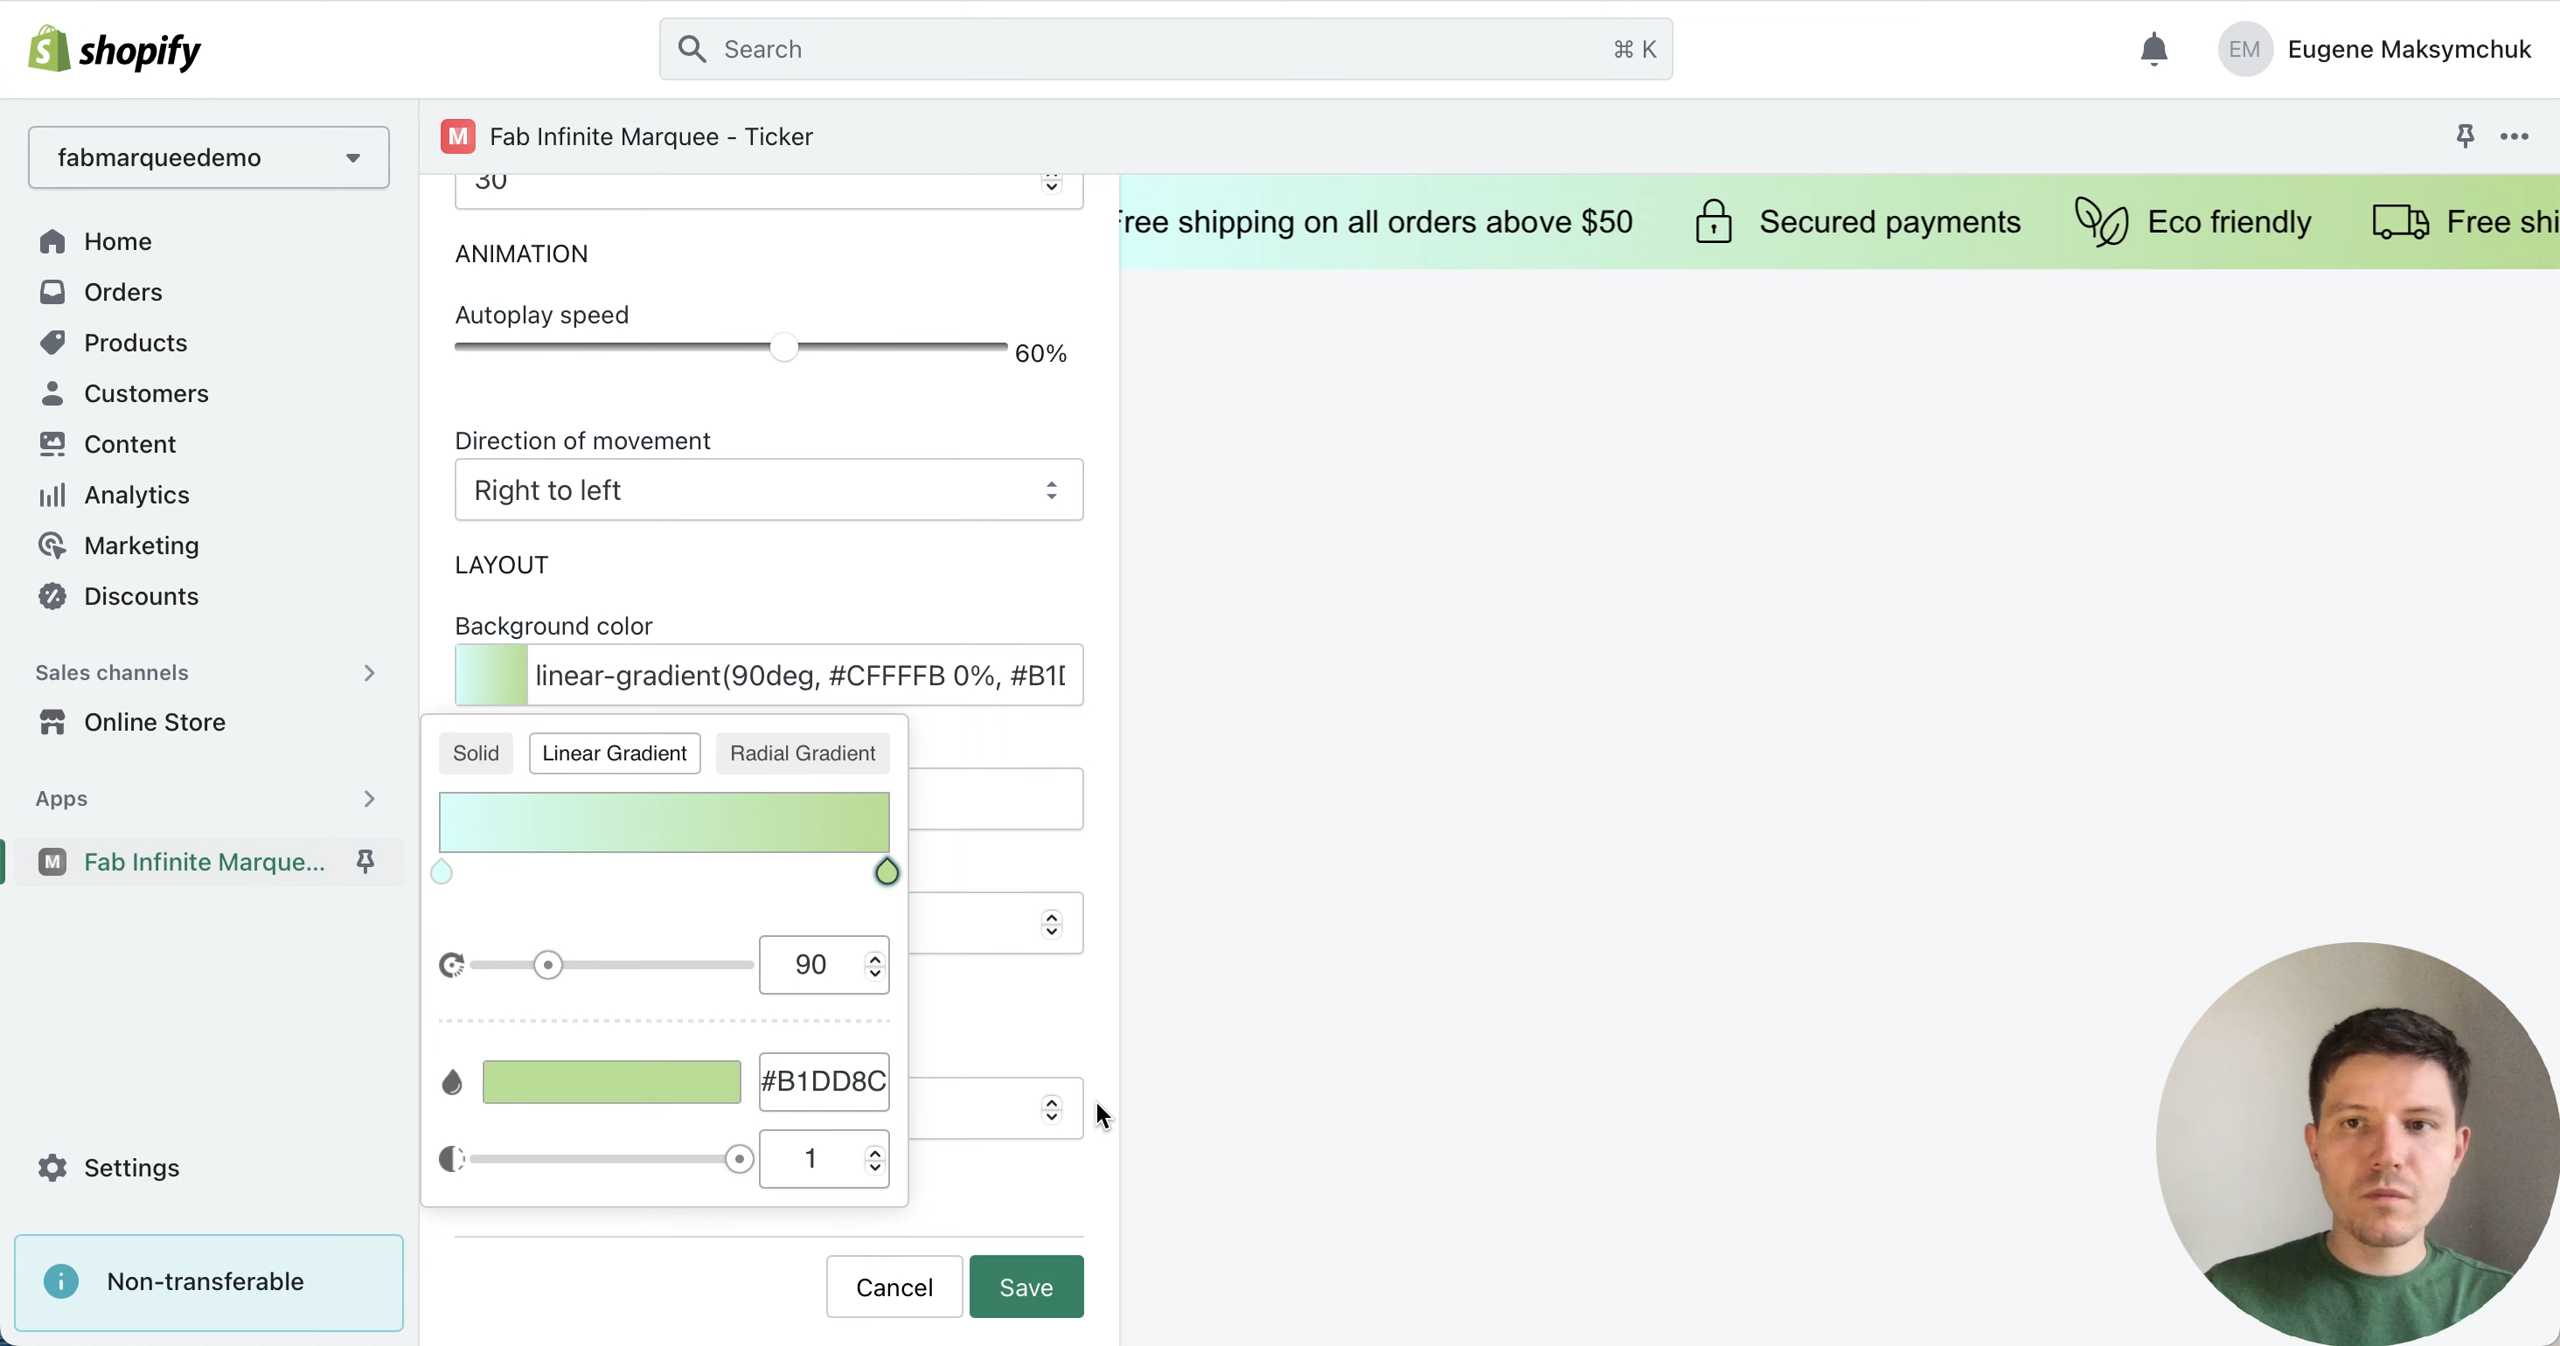 shopify
Search
⌘ K
EM
Eugene Maksymchuk
fabmarqueedemo
Home
Orders
Products
Customers
Content
Analytics
Marketing
Discounts
Sales channels
Online Store
Apps
M Fab Infinite Marque...
Settings
Non-transferable
M Fab Infinite Marquee - Ticker
30
ANIMATION
Autoplay speed
60%
Direction of movement
Right to left
LAYOUT
Background color
linear-gradient(90deg, #CFFFFB 0%, #B1D
Solid
Linear Gradient
Radial Gradient
90
#B1DD8C
1
Cancel
Save
Free shipping on all orders above $50
Secured payments
Eco friendly
Free shi